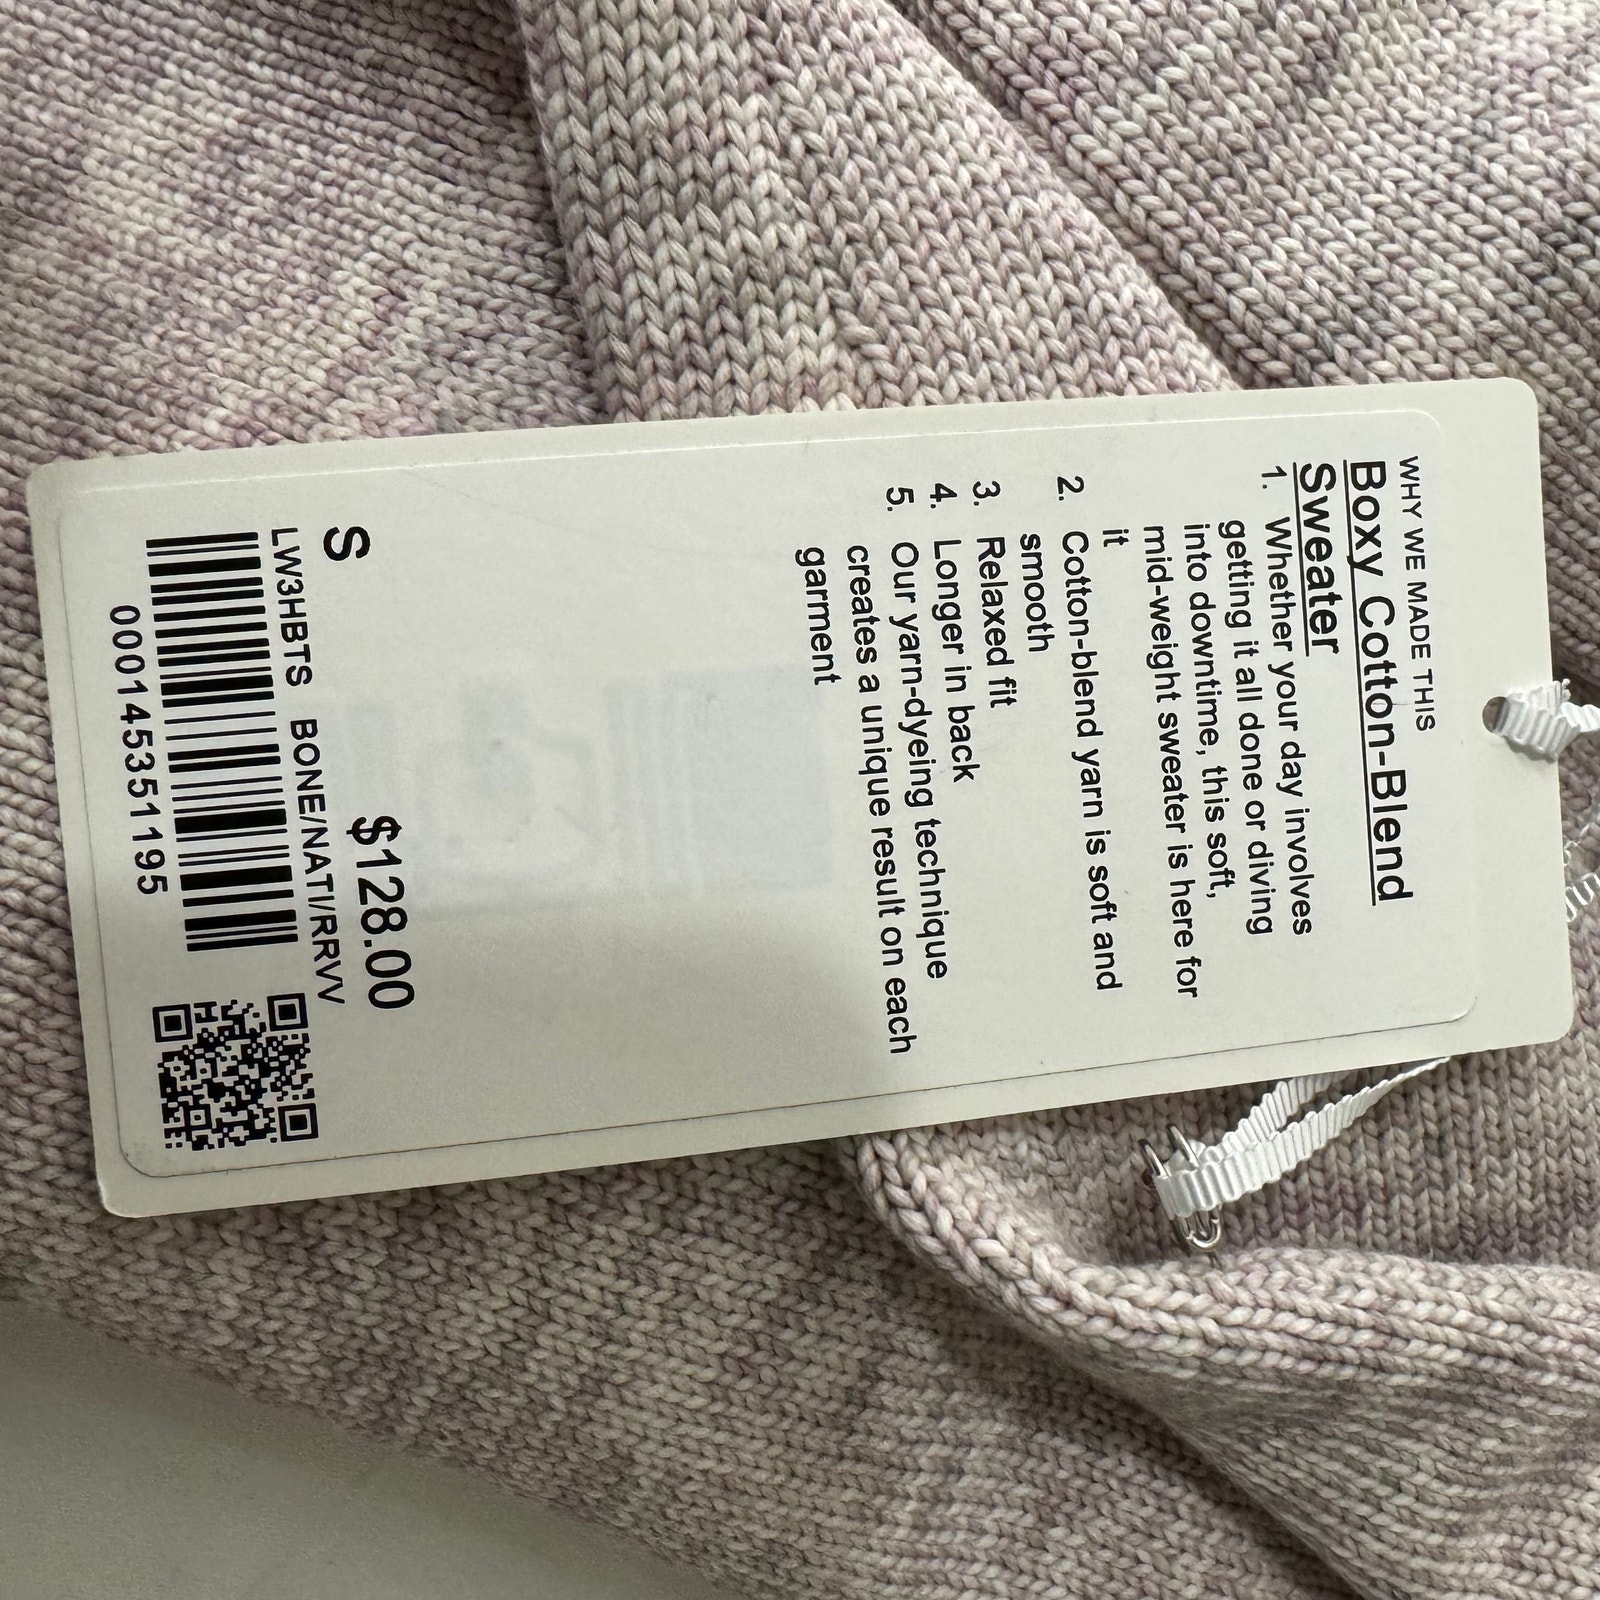 WHY WE MADE THIS
Boxy Cotton-Blend
Sweater
1. Whether your day involves
getting it all done or diving
into downtime, this soft,
mid-weight sweater is here for
it
2. Cotton-blend yarn is soft and
smooth
3. Relaxed fit
4. Longer in back
5. Our yarn-dyeing technique
creates a unique result on each
garment
S
$128.00
LW3HBTS BONE/NATI/RRVV
000145351195